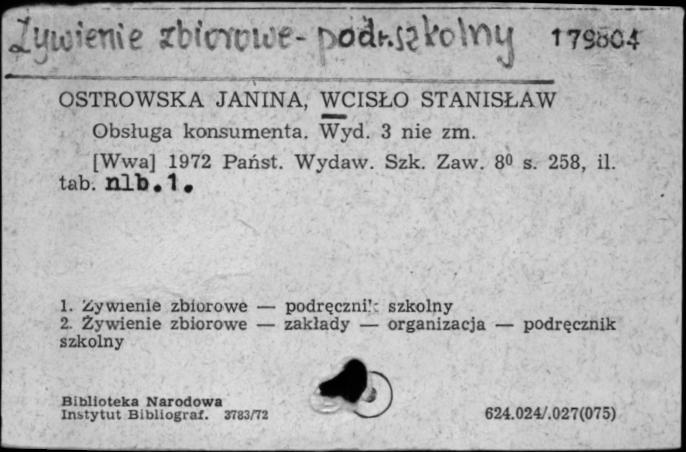 Żywienie zbiorowe - podr. szkolny 179804
OSTROWSKA JANINA, WCISŁO STANISŁAW
Obsługa konsumenta. Wyd. 3 nie zm.
[Wwa] 1972 Państ. Wydaw. Szk. Zaw. 8⁰ s. 258, il.
tab. nlb.1.
1. Żywienie zbiorowe — podręcznik szkolny
2. Żywienie zbiorowe — zakłady — organizacja — podręcznik
szkolny
Biblioteka Narodowa
Instytut Bibliograf. 3783/72
624.024/.027(075)